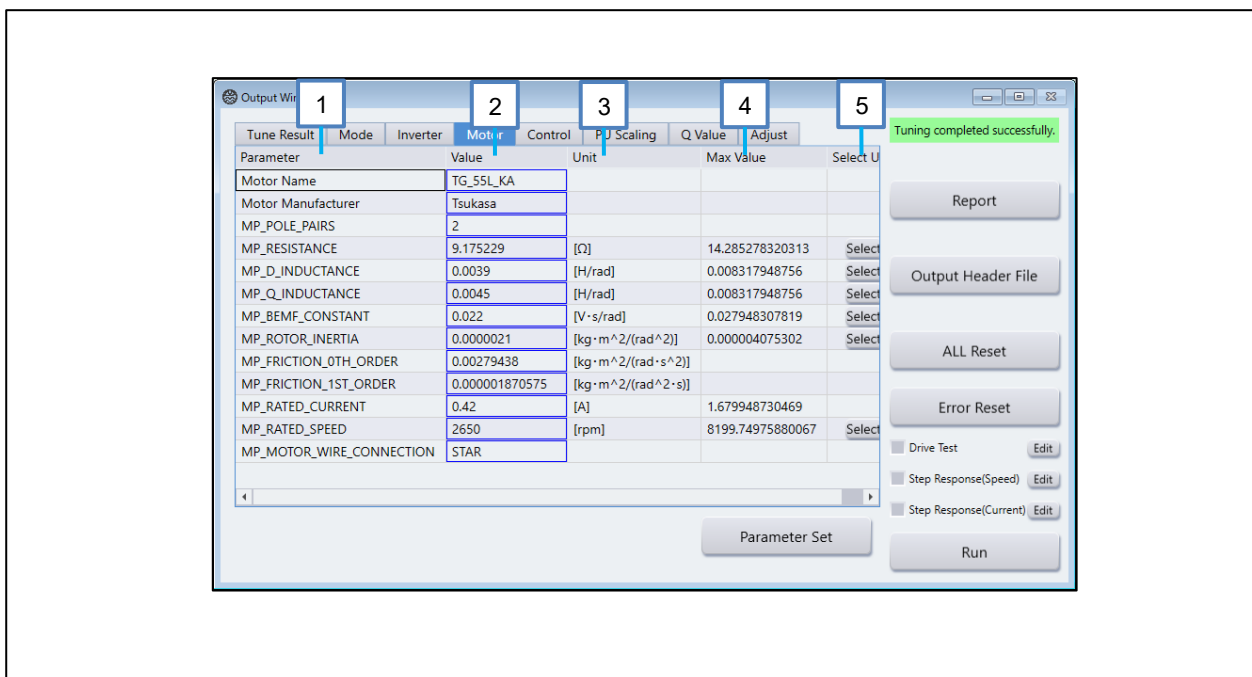 1 2 3 4 5
Output Wi
Tune Result Mode Inverter Motor Control PU Scaling Q Value Adjust
Tuning completed successfully.
Parameter Value Unit Max Value Select U
Motor Name TG_55L_KA
Motor Manufacturer Tsukasa
MP_POLE_PAIRS 2
MP_RESISTANCE 9.175229 [Ω] 14.285278320313 Select
MP_D_INDUCTANCE 0.0039 [H/rad] 0.008317948756 Select
MP_Q_INDUCTANCE 0.0045 [H/rad] 0.008317948756 Select
MP_BEMF_CONSTANT 0.022 [V・s/rad] 0.027948307819 Select
MP_ROTOR_INERTIA 0.0000021 [kg・m^2/(rad^2)] 0.000004075302 Select
MP_FRICTION_0TH_ORDER 0.00279438 [kg・m^2/(rad・s^2)]
MP_FRICTION_1ST_ORDER 0.000001870575 [kg・m^2/(rad^2・s)]
MP_RATED_CURRENT 0.42 [A] 1.679948730469
MP_RATED_SPEED 2650 [rpm] 8199.74975880067 Select
MP_MOTOR_WIRE_CONNECTION STAR
Parameter Set
Report
Output Header File
ALL Reset
Error Reset
Drive Test Edit
Step Response(Speed) Edit
Step Response(Current) Edit
Run